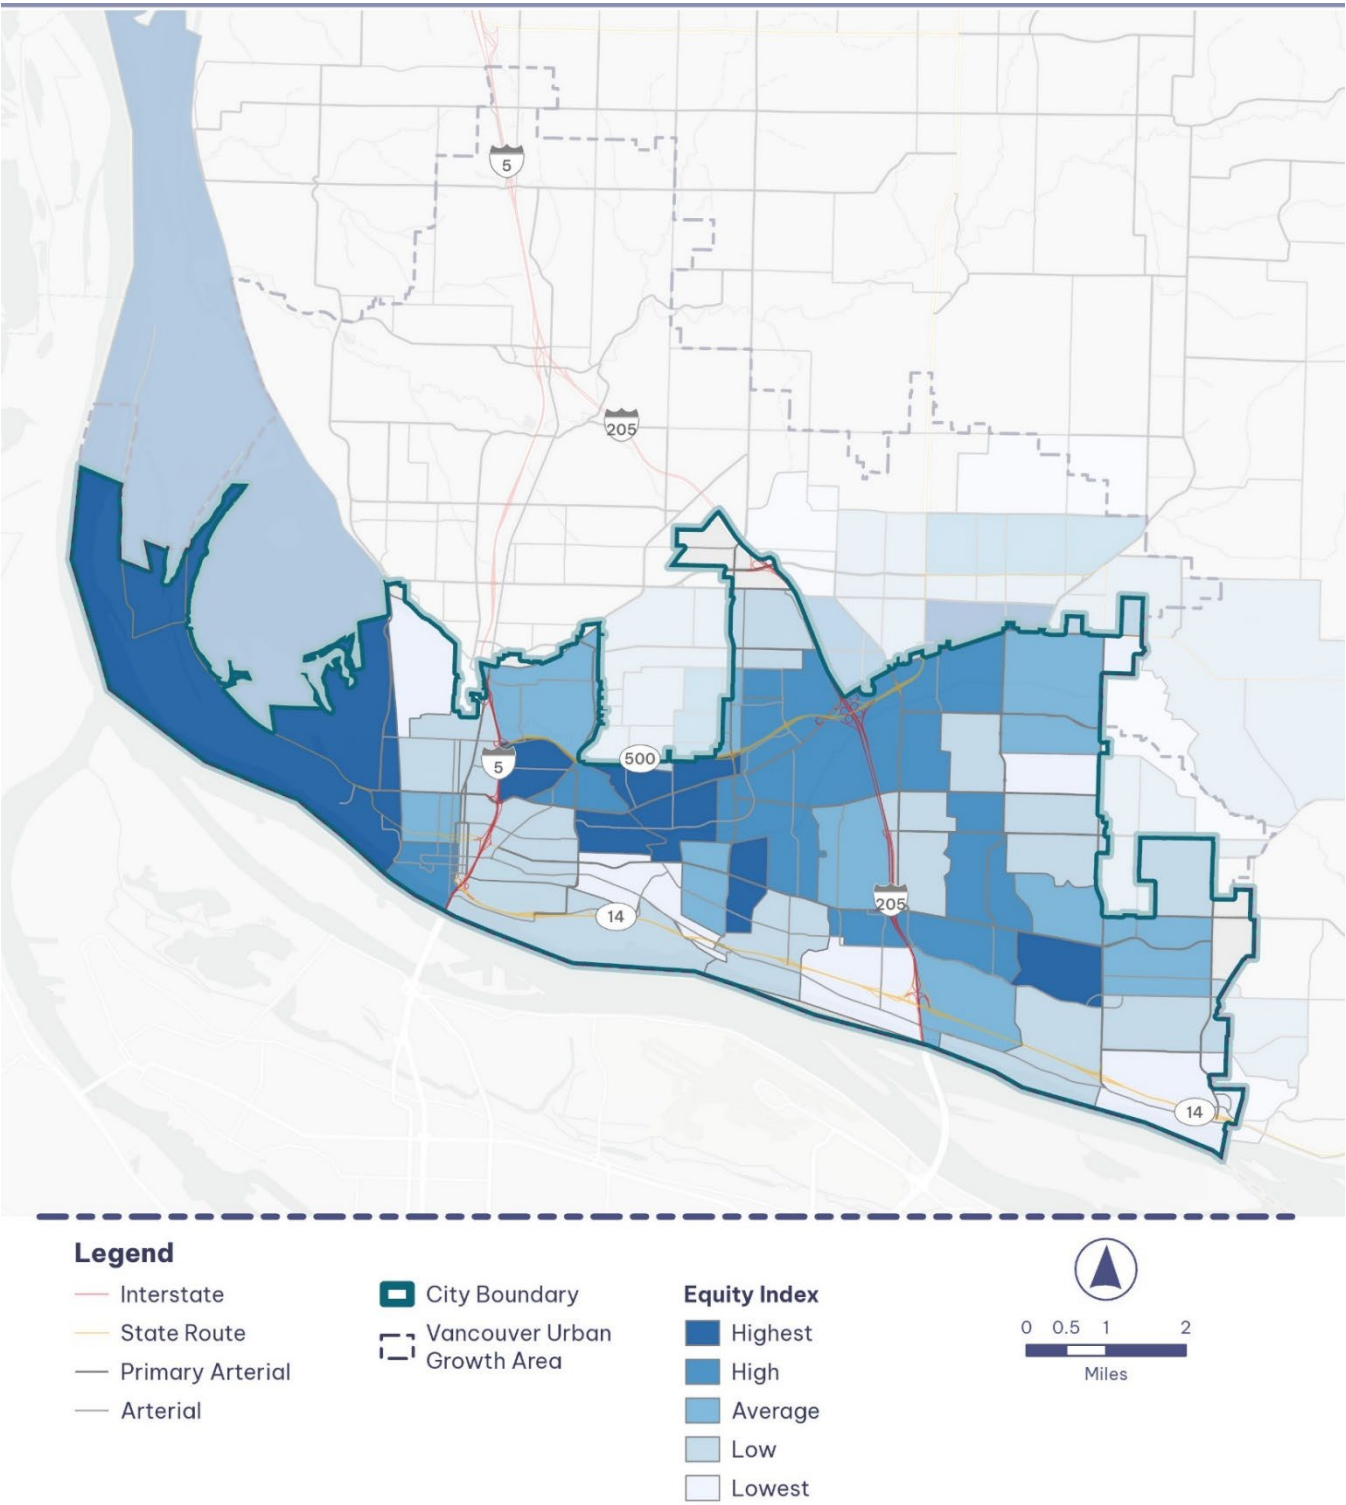 5
205
500
5
205
14
14
Legend
Interstate
State Route
Primary Arterial
Arterial
City Boundary
Vancouver Urban
Growth Area
Equity Index
Highest
High
Average
Low
Lowest
0 0.5 1 2
Miles